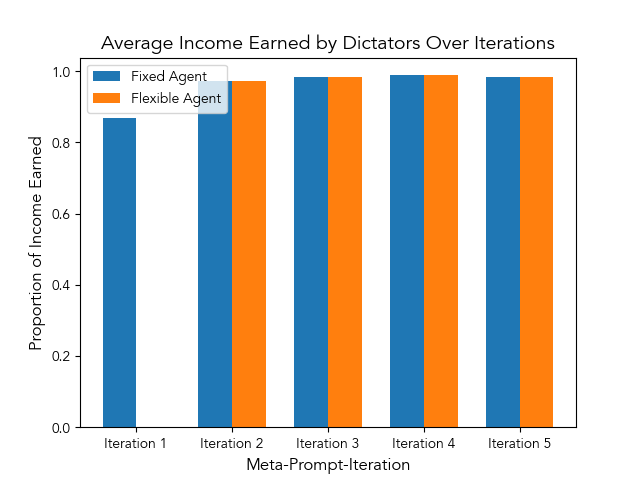 Average Income Earned by Dictators Over Iterations
Fixed Agent
Flexible Agent
1.0
0.8
0.6
0.4
0.2
0.0
Proportion of Income Earned
Iteration 1
Iteration 2
Iteration 3
Iteration 4
Iteration 5
Meta-Prompt-Iteration